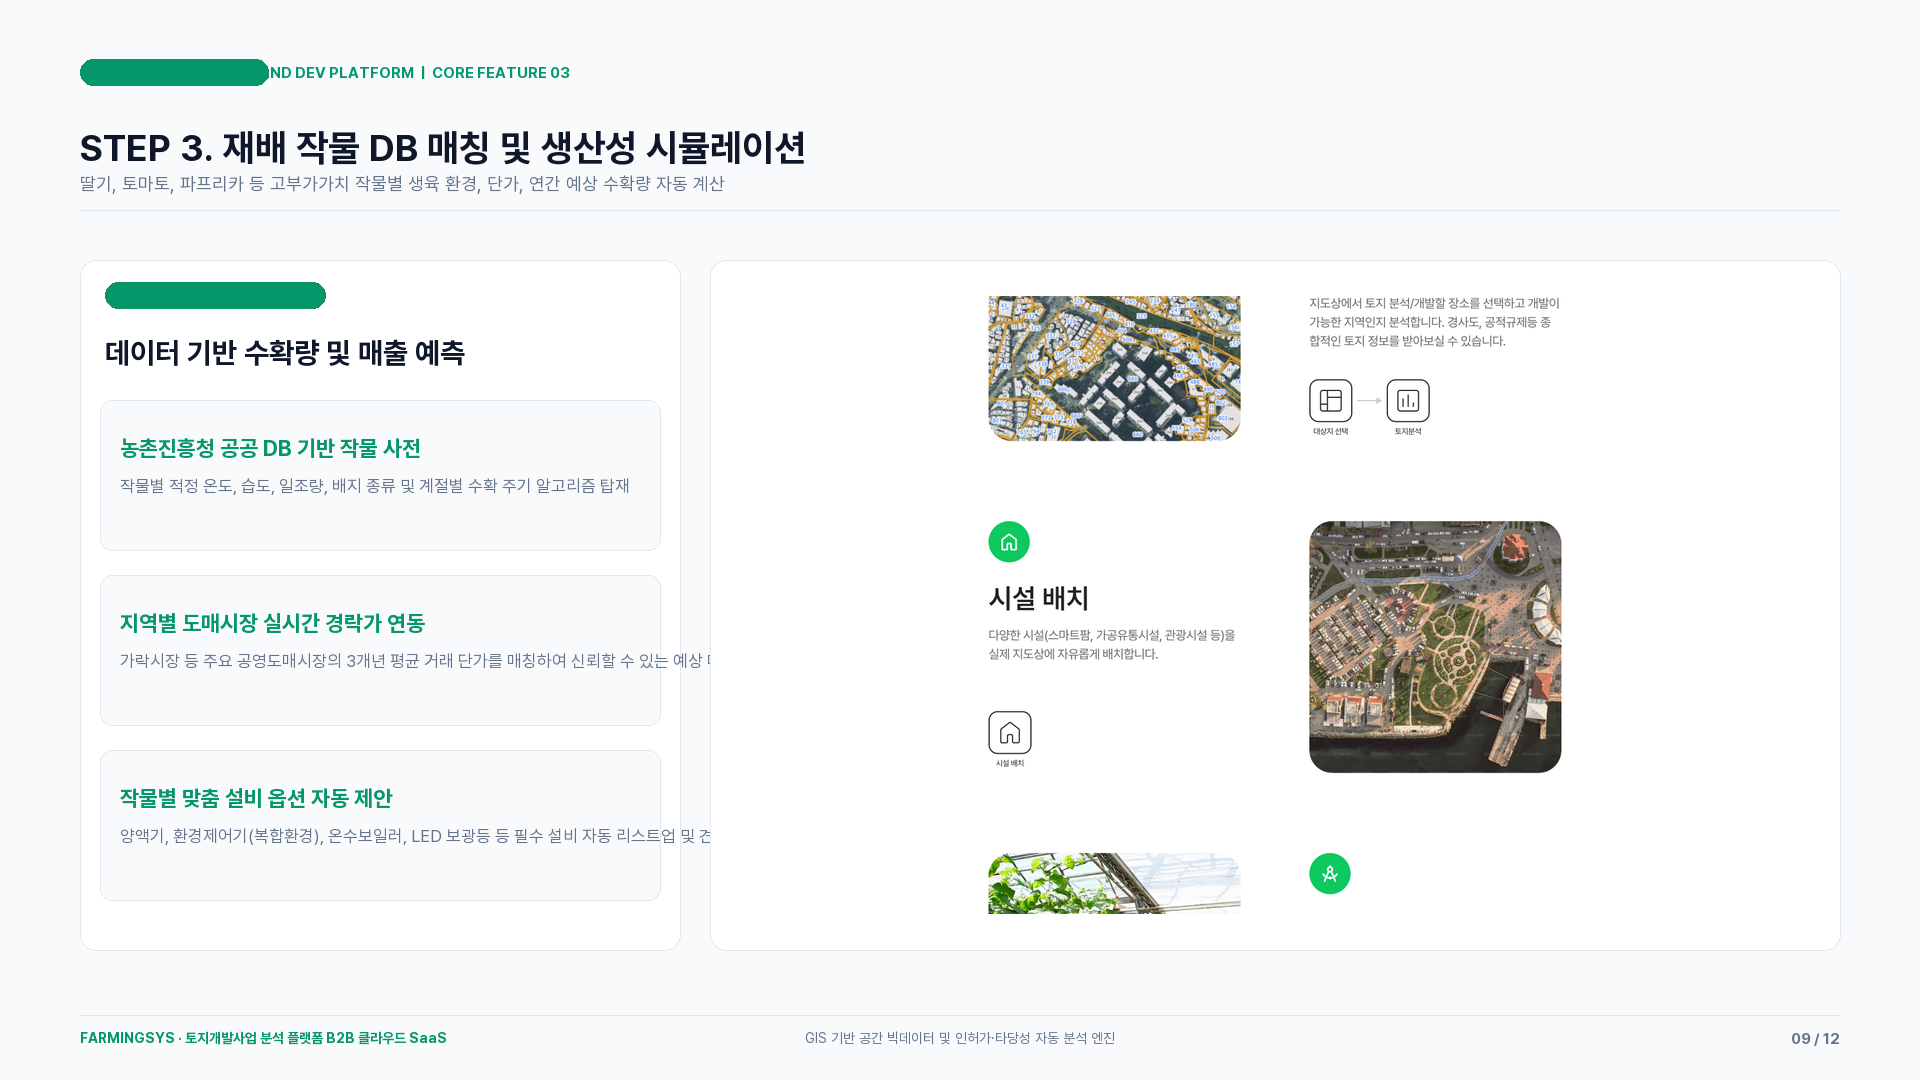 ND DEV PLATFORM | CORE FEATURE 03
STEP 3. 재배 작물 DB 매칭 및 생산성 시뮬레이션
딸기, 토마토, 파프리카 등 고부가가치 작물별 생육 환경, 단가, 연간 예상 수확량 자동 계산
데이터 기반 수확량 및 매출 예측
농촌진흥청 공공 DB 기반 작물 사전
작물별 적정 온도, 습도, 일조량, 배지 종류 및 계절별 수확 주기 알고리즘 탑재
지역별 도매시장 실시간 경락가 연동
가락시장 등 주요 공영도매시장의 3개년 평균 거래 단가를 매칭하여 신뢰할 수 있는 예상
작물별 맞춤 설비 옵션 자동 제안
양액기, 환경제어기(복합환경), 온수보일러, LED 보광등 등 필수 설비 자동 리스트업 및
지도상에서 토지 분석/개발할 장소를 선택하고 개발이
가능한 지역인지 분석합니다. 경사도, 공적규제등 종
합적인 토지 정보를 받아보실 수 있습니다.
대상지 선택
토지분석
시설 배치
다양한 시설(스마트팜, 가공유통시설, 관광시설 등)을
실제 지도상에 자유롭게 배치합니다.
시설 배치
FARMINGSYS · 토지개발사업 분석 플랫폼 B2B 클라우드 SaaS
GIS 기반 공간 빅데이터 및 인허가·타당성 자동 분석 엔진
09 / 12